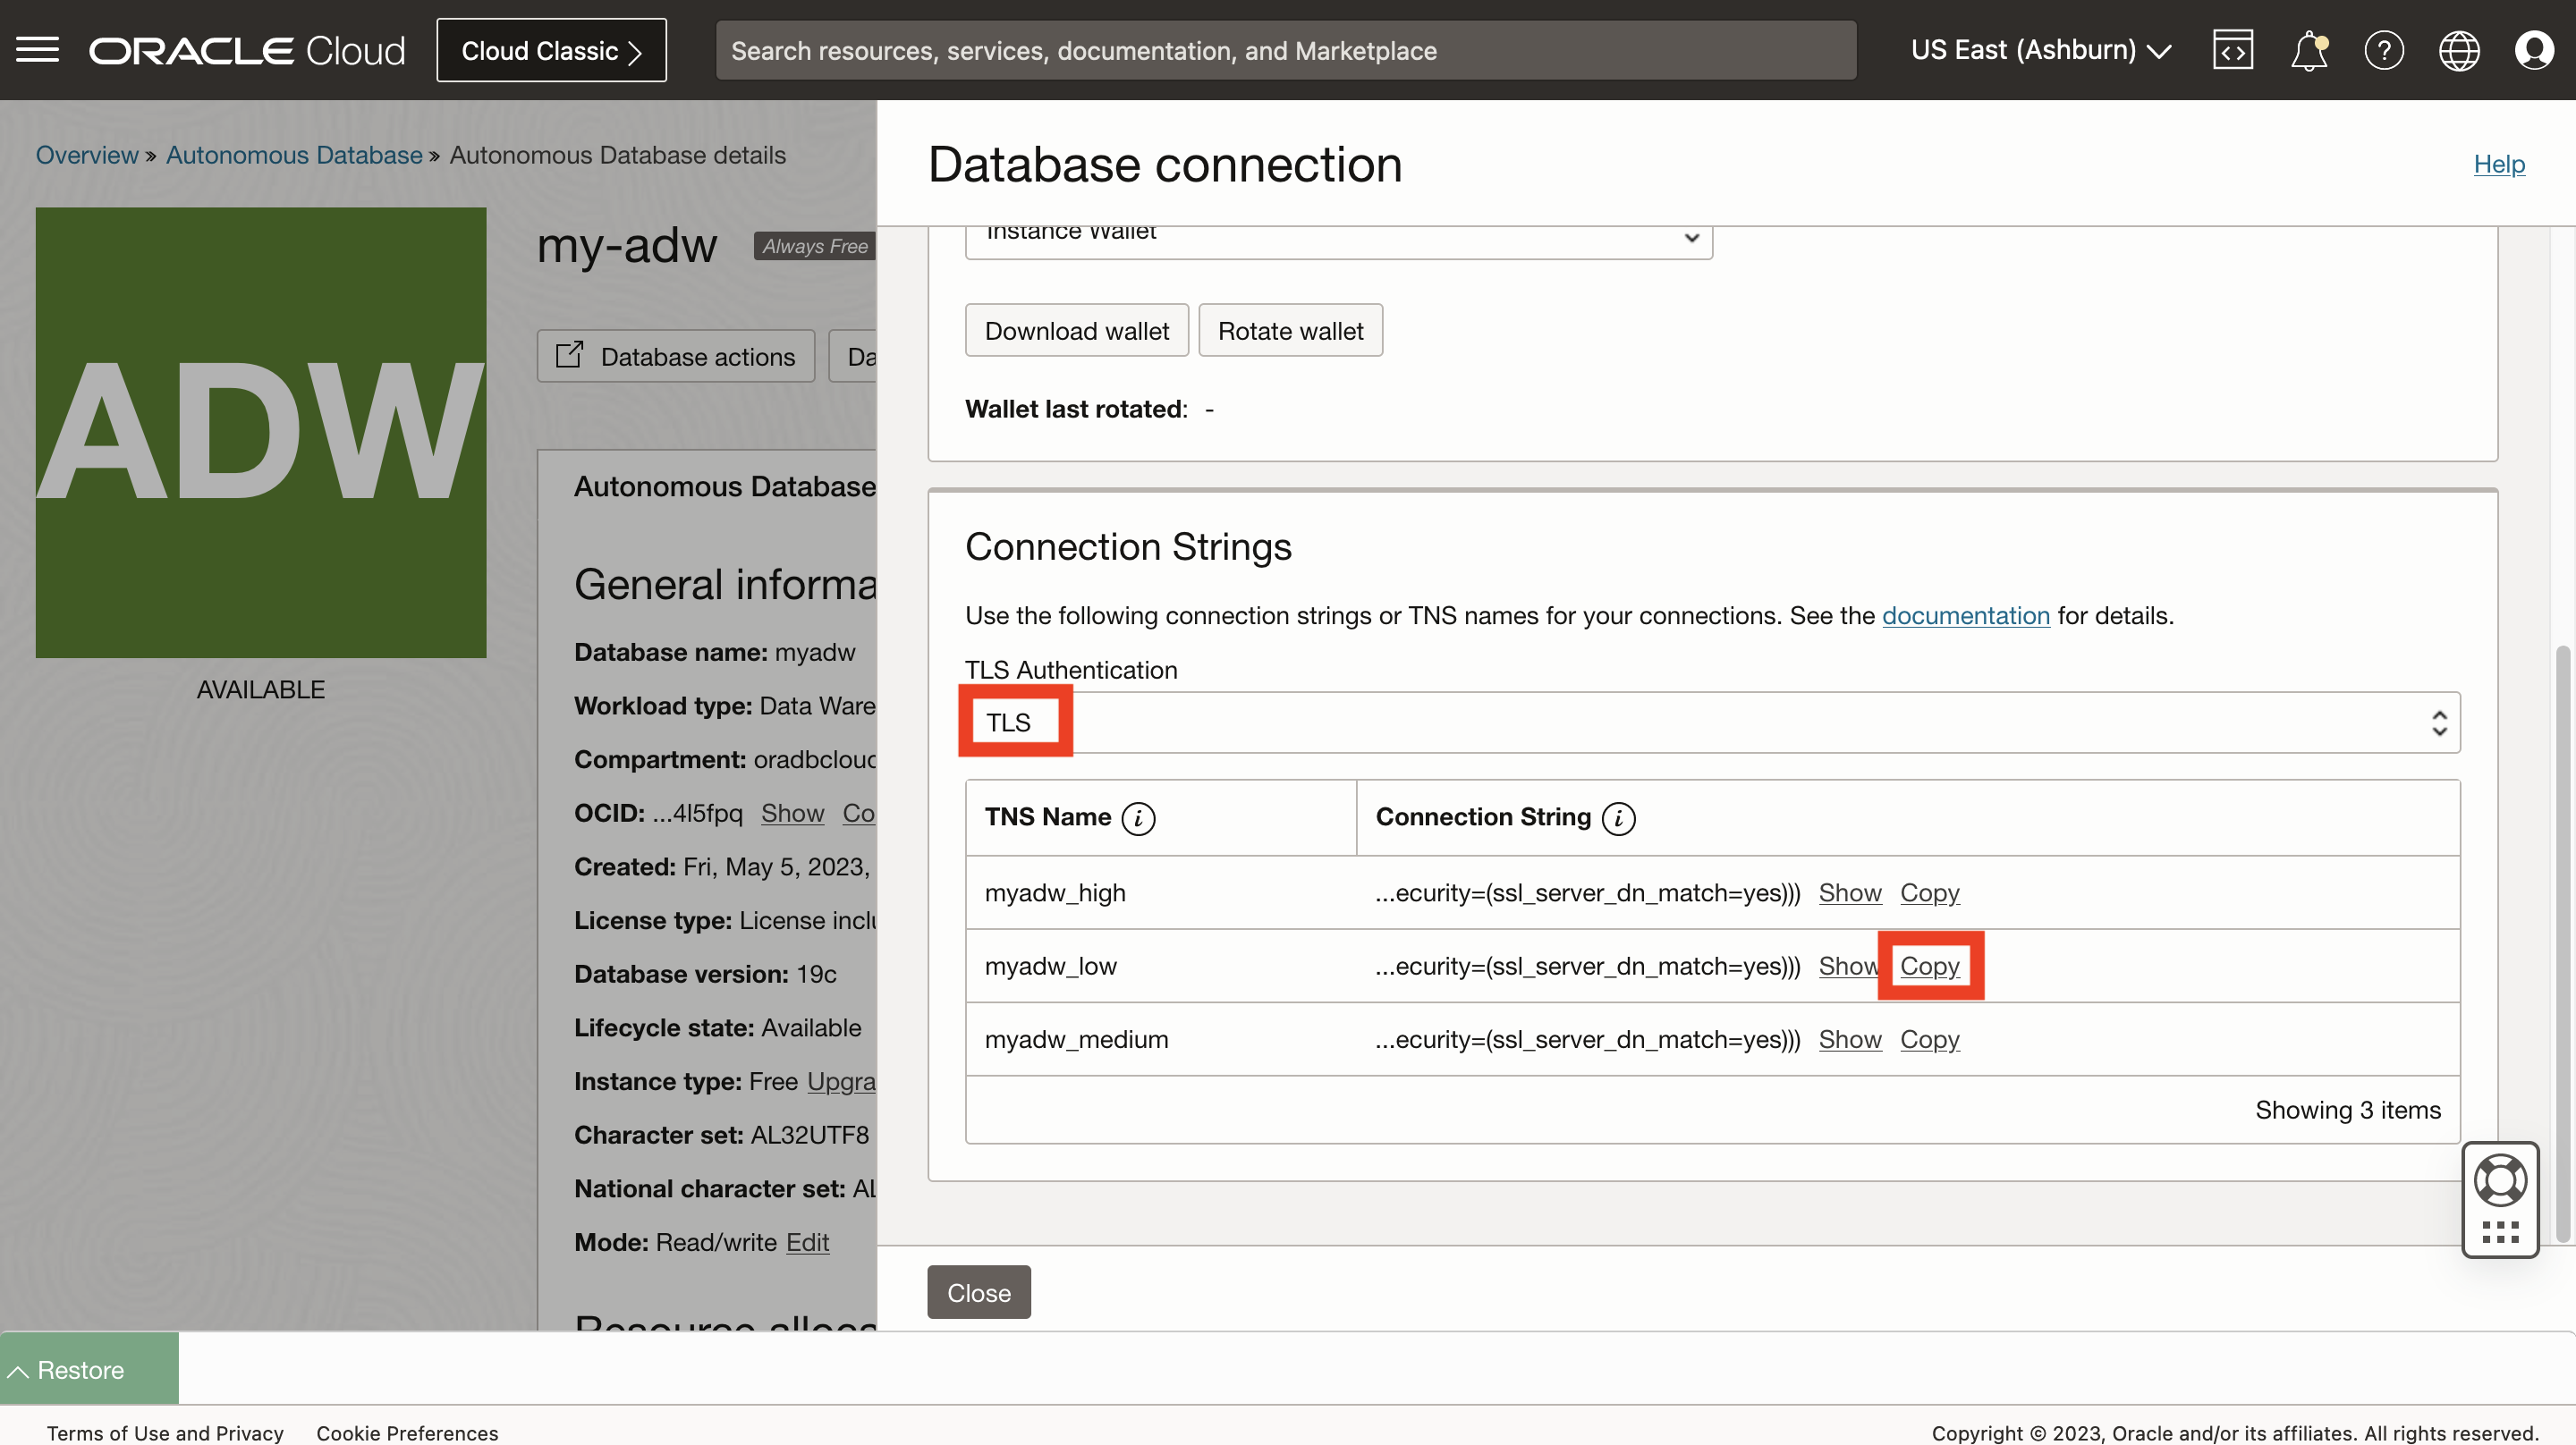 ORACLE Cloud
Cloud Classic
Search resources, services, documentation, and Marketplace
US East (Ashburn)
Overview » Autonomous Database » Autonomous Database details
ADW
AVAILABLE
my-adw
Always Free
Database actions
Da
Autonomous Database
General informa
Database name: myadw
Workload type: Data Ware
Compartment: oradbcloud
OCID: ...4l5fpq Show Co
Created: Fri, May 5, 2023,
License type: License inclu
Database version: 19c
Lifecycle state: Available
Instance type: Free Upgra
Character set: AL32UTF8
National character set: AL
Mode: Read/write Edit
Resource alloca
Database connection
Help
Instance Wallet
Download wallet
Rotate wallet
Wallet last rotated: -
Connection Strings
Use the following connection strings or TNS names for your connections. See the documentation for details.
TLS Authentication
TLS
TNS Name i
Connection String i
myadw_high ...ecurity=(ssl_server_dn_match=yes))) Show Copy
myadw_low ...ecurity=(ssl_server_dn_match=yes))) Show Copy
myadw_medium ...ecurity=(ssl_server_dn_match=yes))) Show Copy
Showing 3 items
Close
Restore
Terms of Use and Privacy
Cookie Preferences
Copyright © 2023, Oracle and/or its affiliates. All rights reserved.